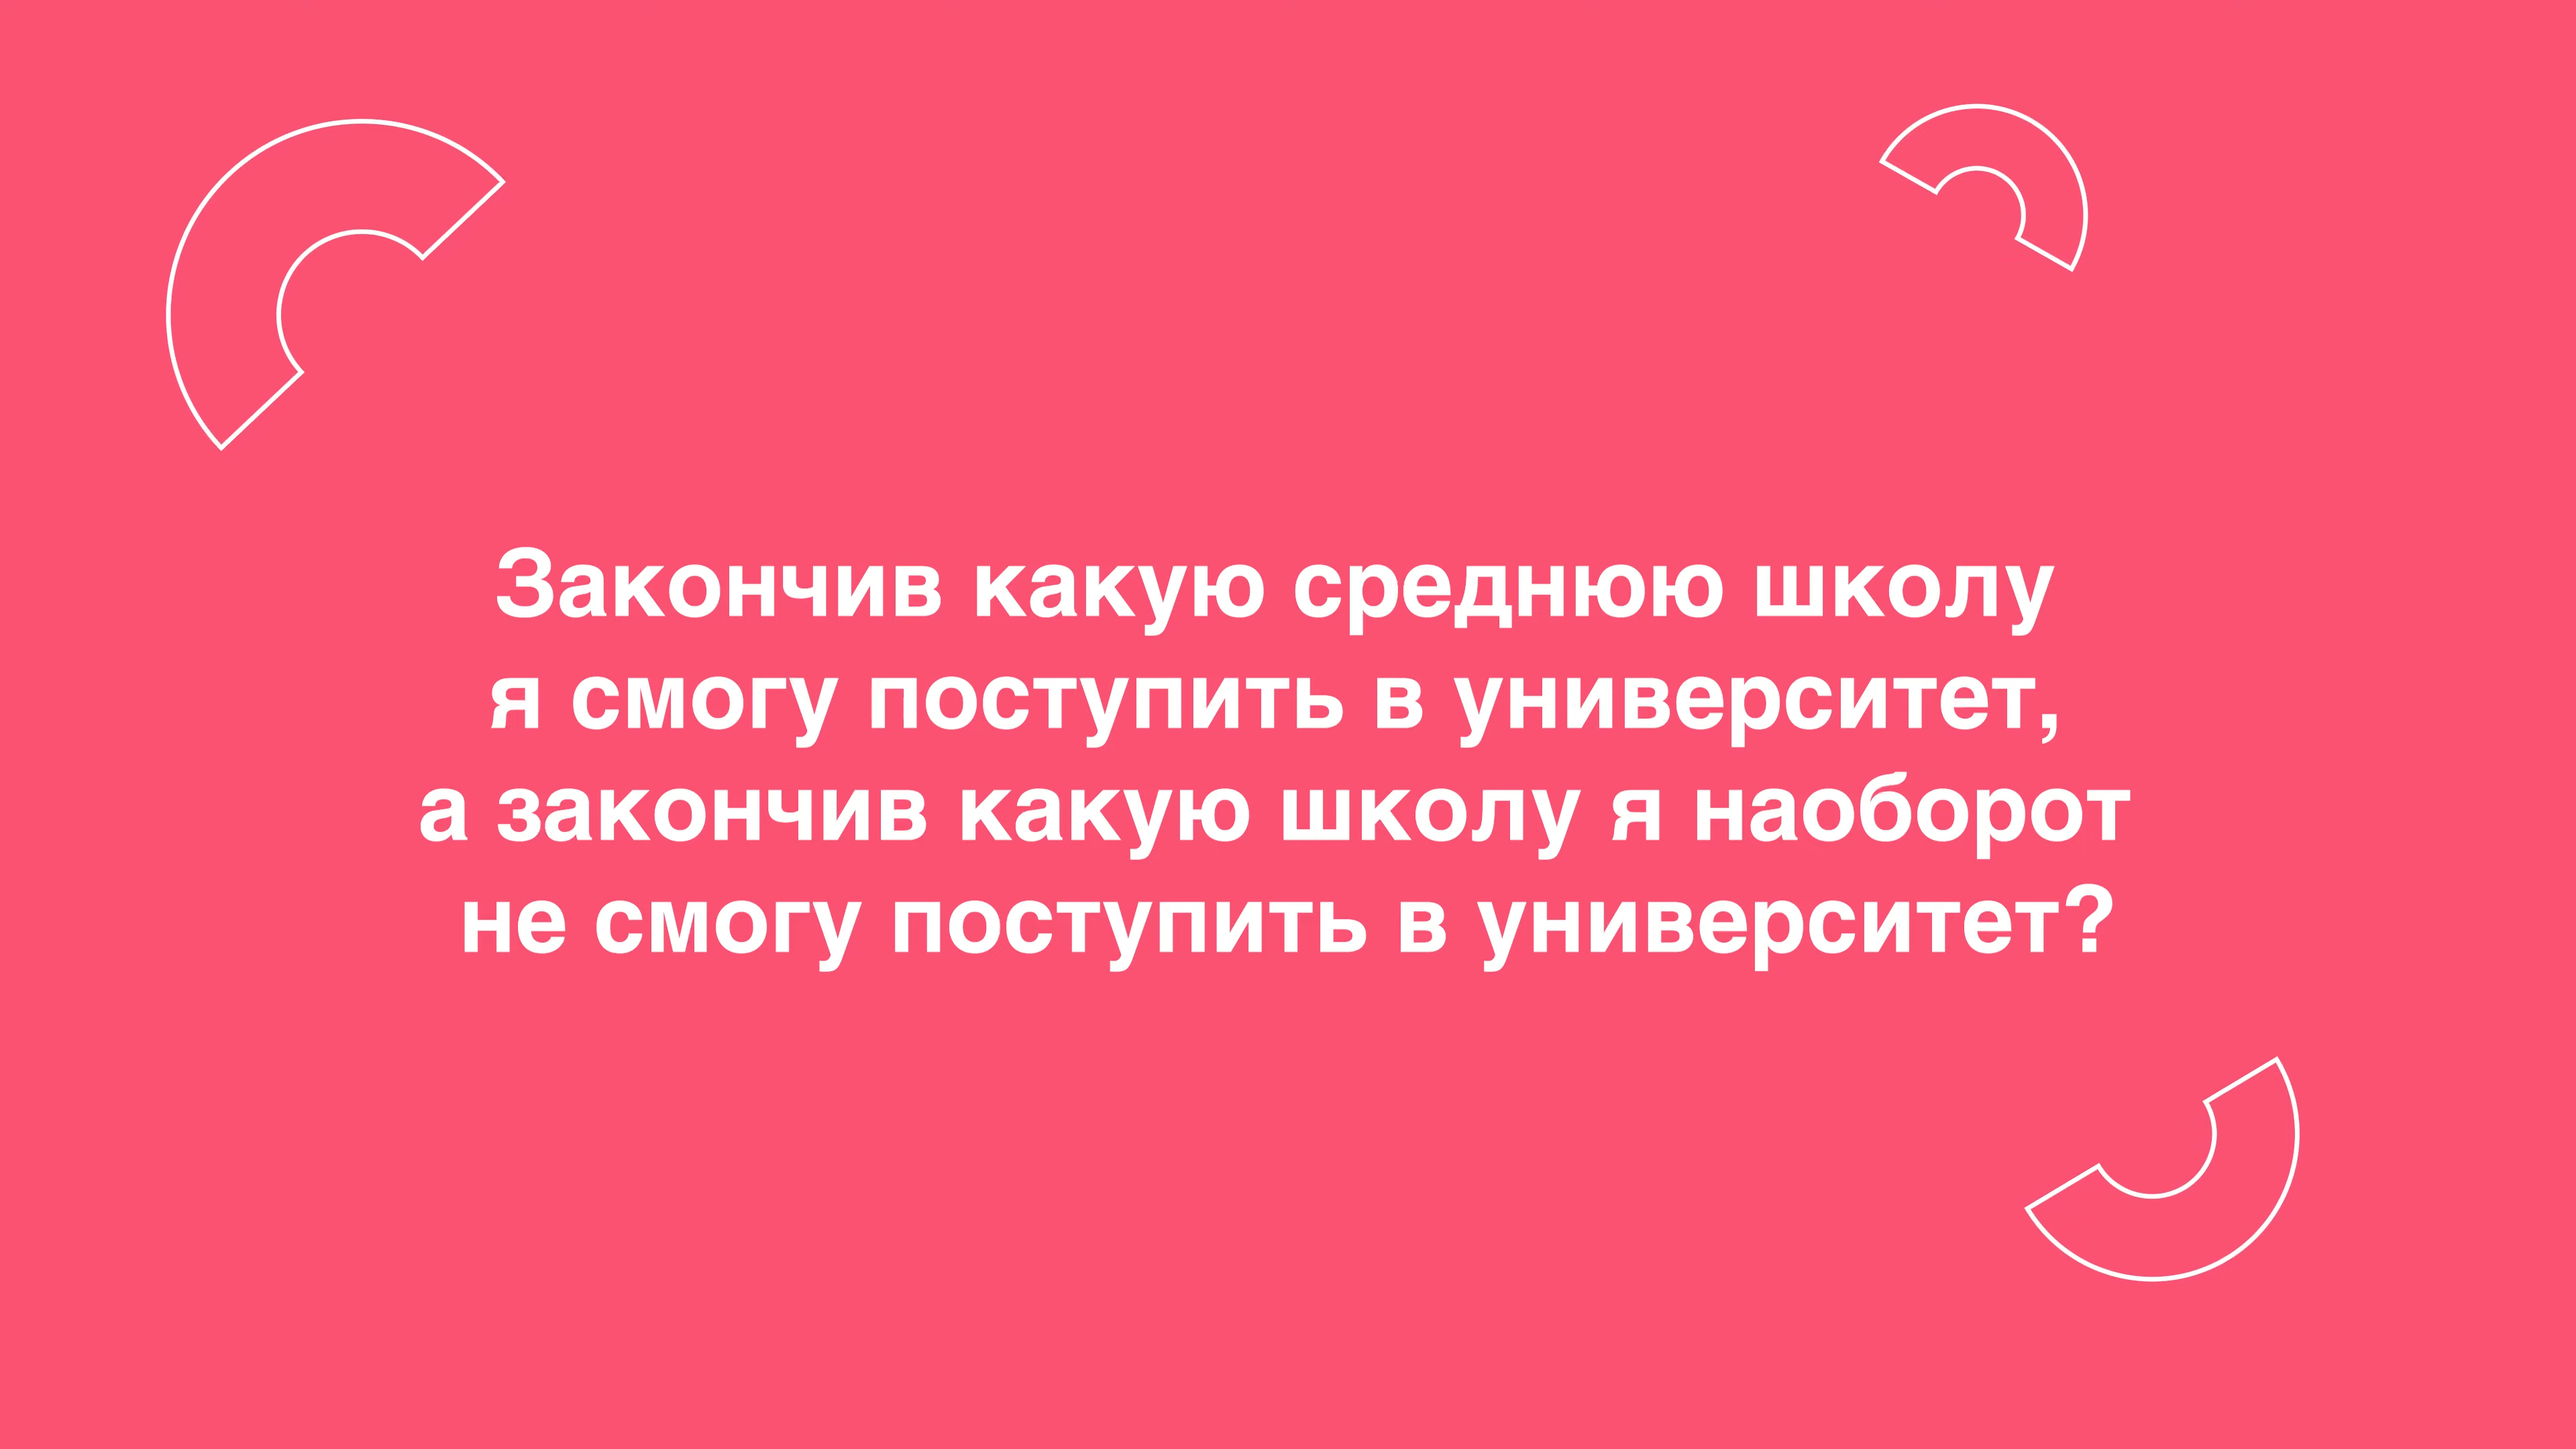 Закончив какую среднюю школу
я смогу поступить в университет,
а закончив какую школу я наоборот
не смогу поступить в университет?